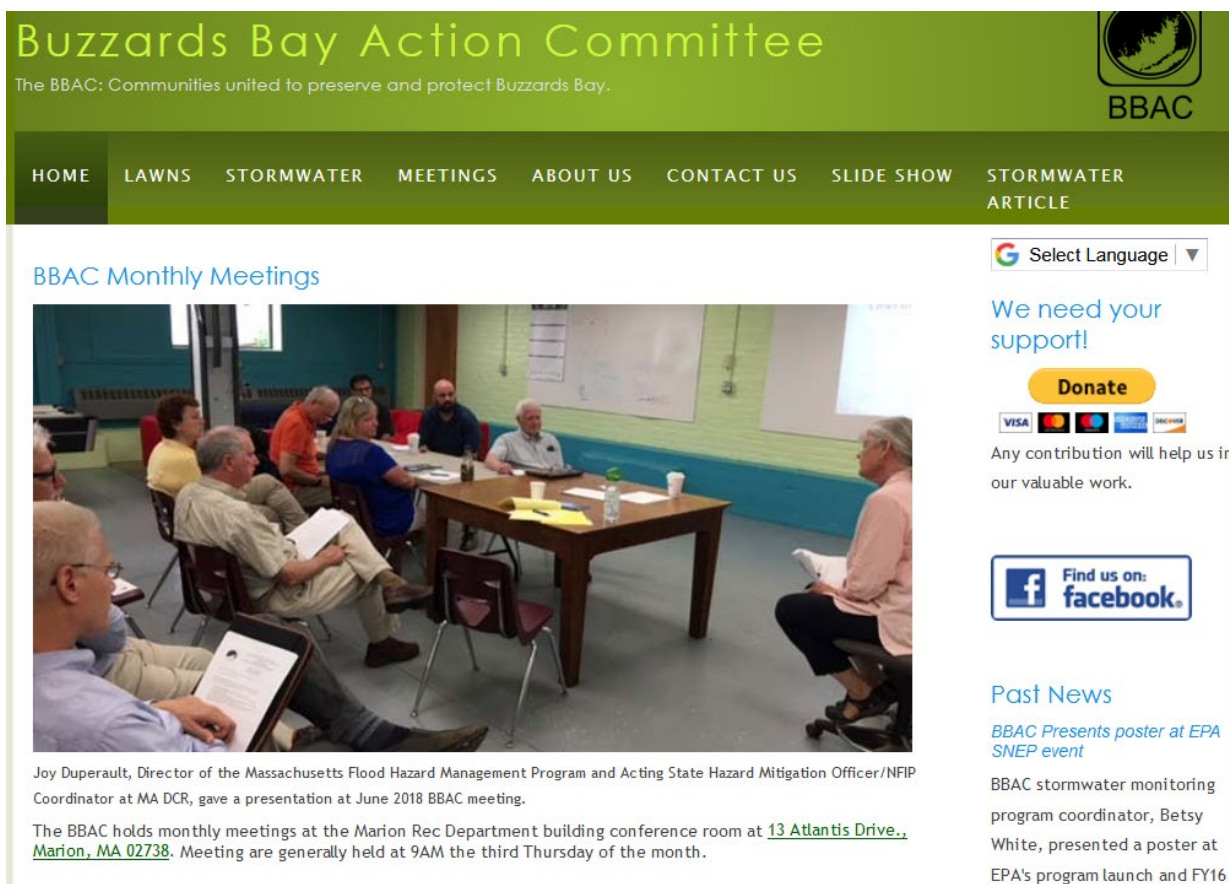 Buzzards Bay Action Committee
The BBAC: Communities united to preserve and protect Buzzards Bay.
BBAC
HOME
LAWNS
STORMWATER
MEETINGS
ABOUT US
CONTACT US
SLIDE SHOW
STORMWATER
ARTICLE
BBAC Monthly Meetings
Joy Duperault, Director of the Massachusetts Flood Hazard Management Program and Acting State Hazard Mitigation Officer/NFIP
Coordinator at MA DCR, gave a presentation at June 2018 BBAC meeting.
The BBAC holds monthly meetings at the Marion Rec Department building conference room at 13 Atlantis Drive.,
Marion, MA 02738. Meeting are generally held at 9AM the third Thursday of the month.
G Select Language ▼
We need your
support!
Donate
VISA
DISCOVER
Any contribution will help us in
our valuable work.
f Find us on:
facebook®
Past News
BBAC Presents poster at EPA
SNEP event
BBAC stormwater monitoring
program coordinator, Betsy
White, presented a poster at
EPA's program launch and FY16